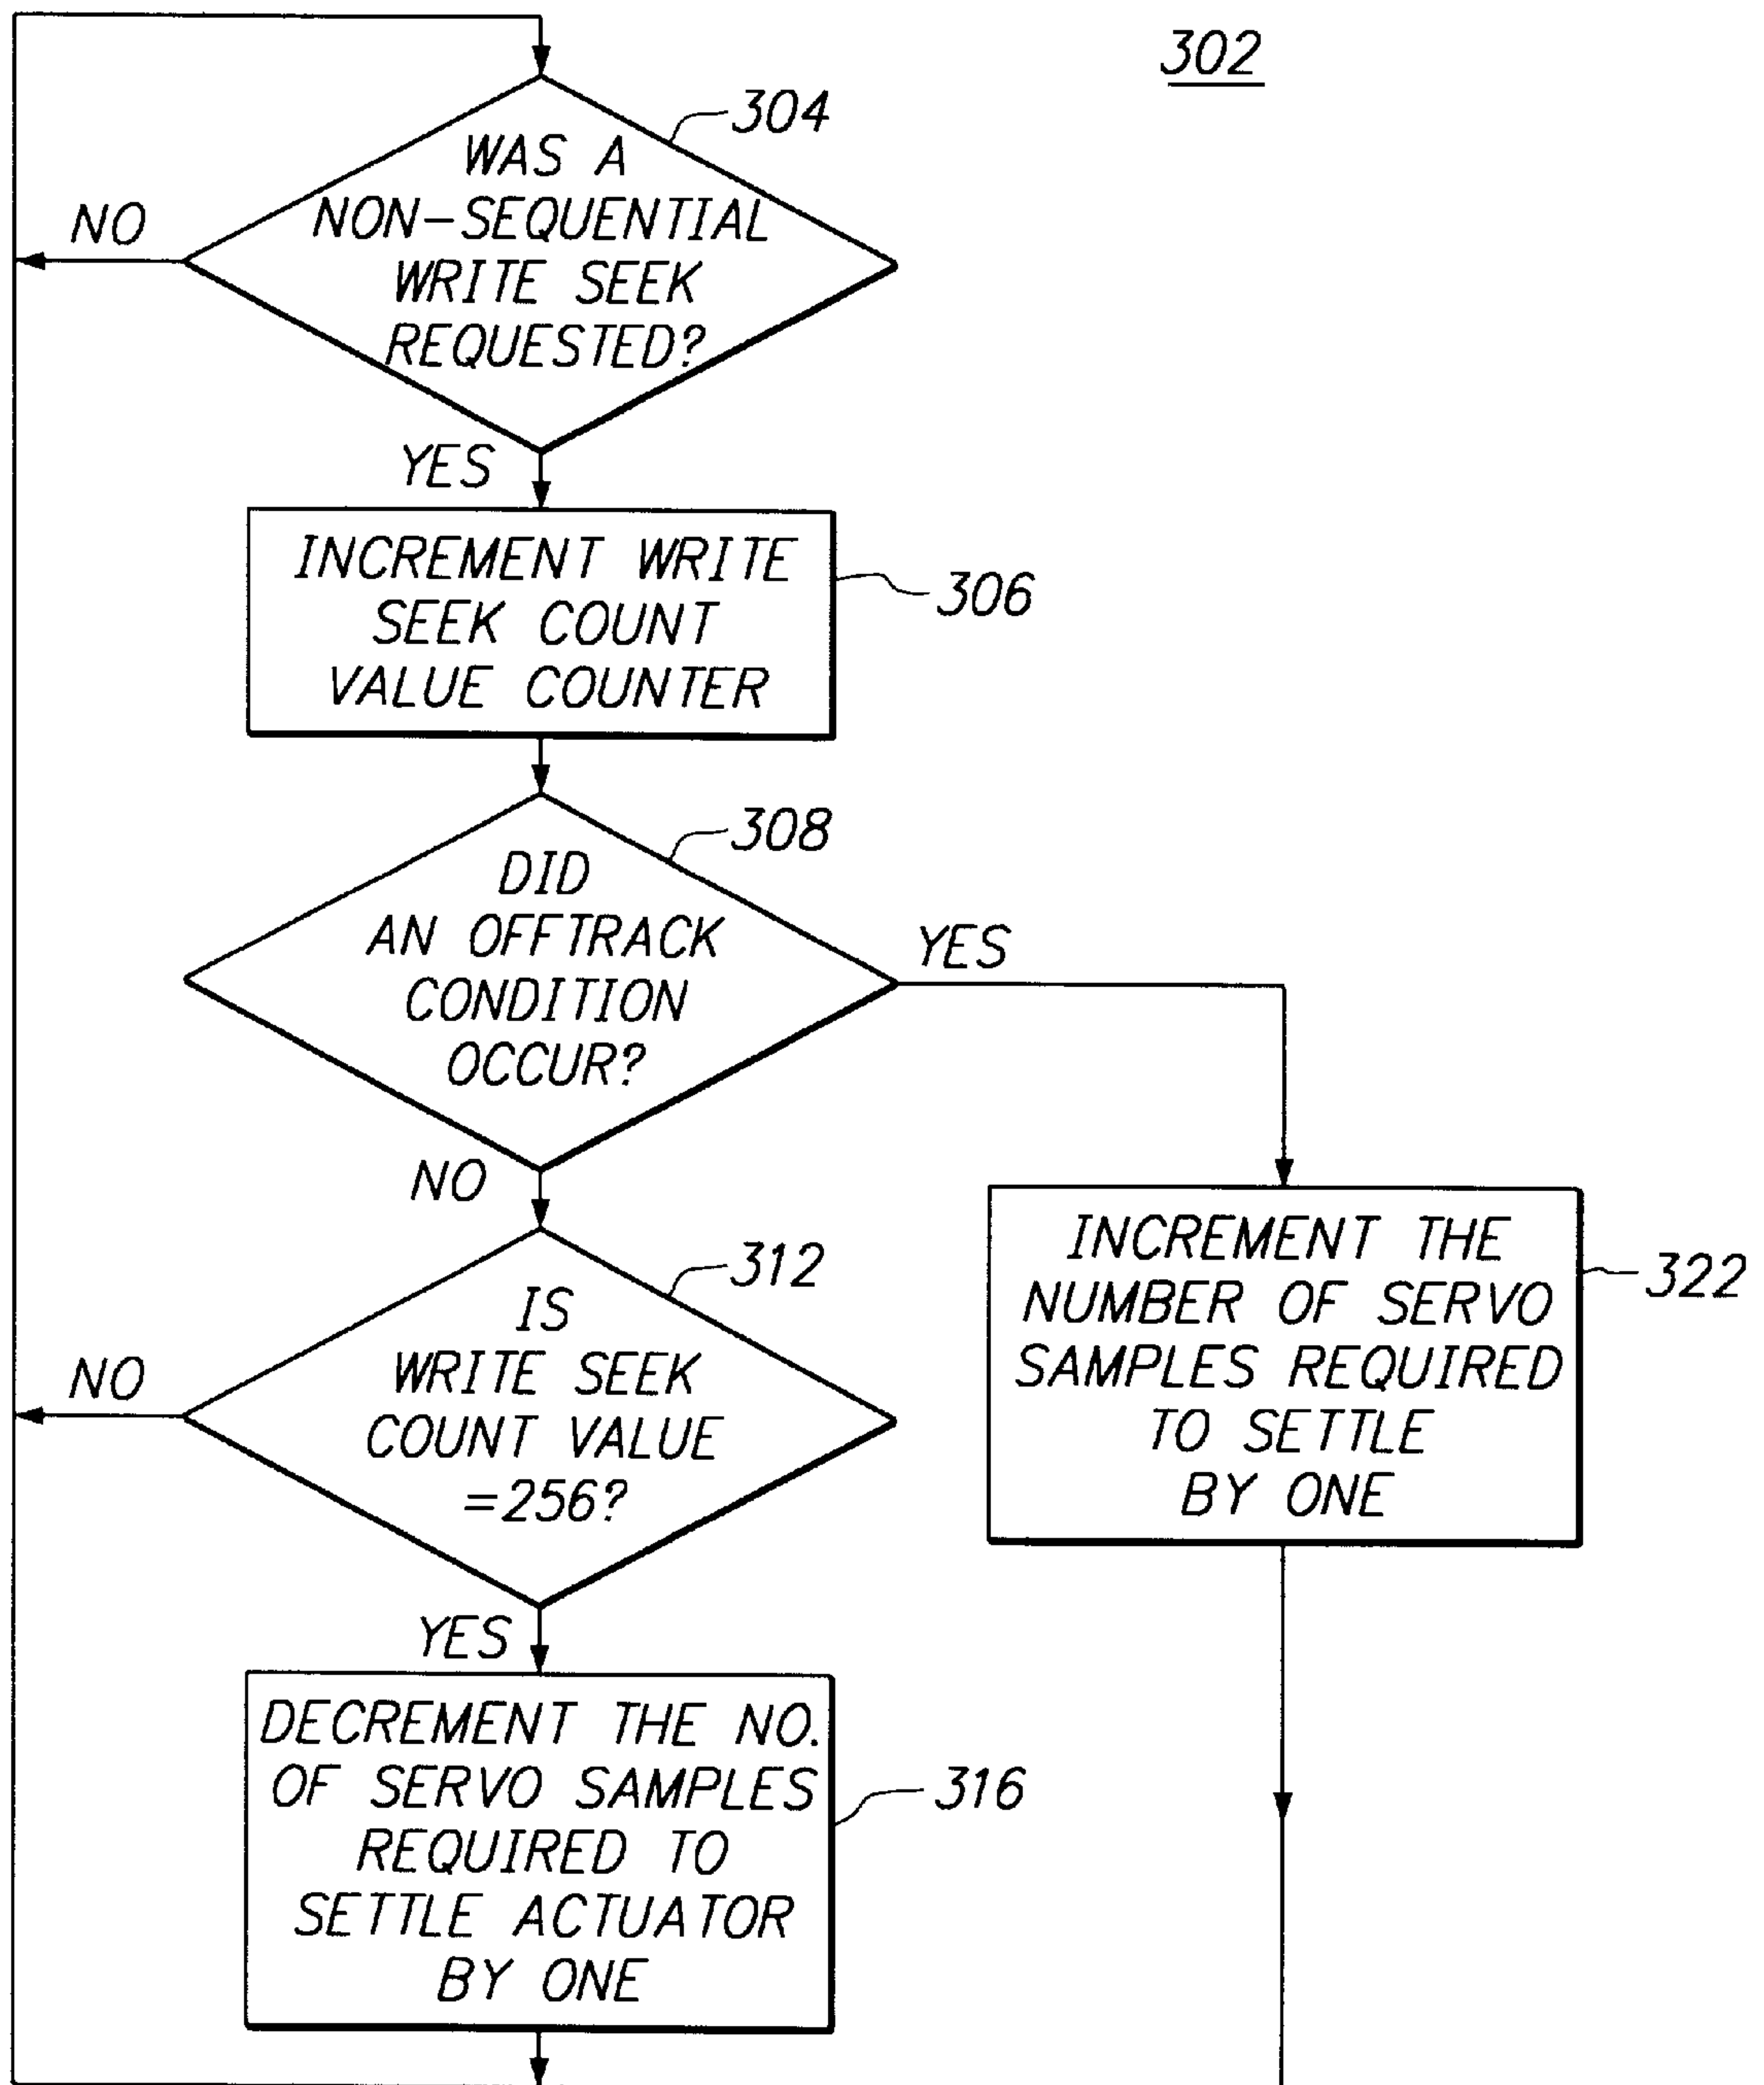 302
304
WAS A
NON-SEQUENTIAL
WRITE SEEK
REQUESTED?
NO
YES
INCREMENT WRITE
SEEK COUNT
VALUE COUNTER
306
308
DID
AN OFFTRACK
CONDITION
OCCUR?
YES
NO
312
IS
WRITE SEEK
COUNT VALUE
=256?
NO
YES
INCREMENT THE
NUMBER OF SERVO
SAMPLES REQUIRED
TO SETTLE
BY ONE
322
DECREMENT THE NO.
OF SERVO SAMPLES
REQUIRED TO
SETTLE ACTUATOR
BY ONE
316